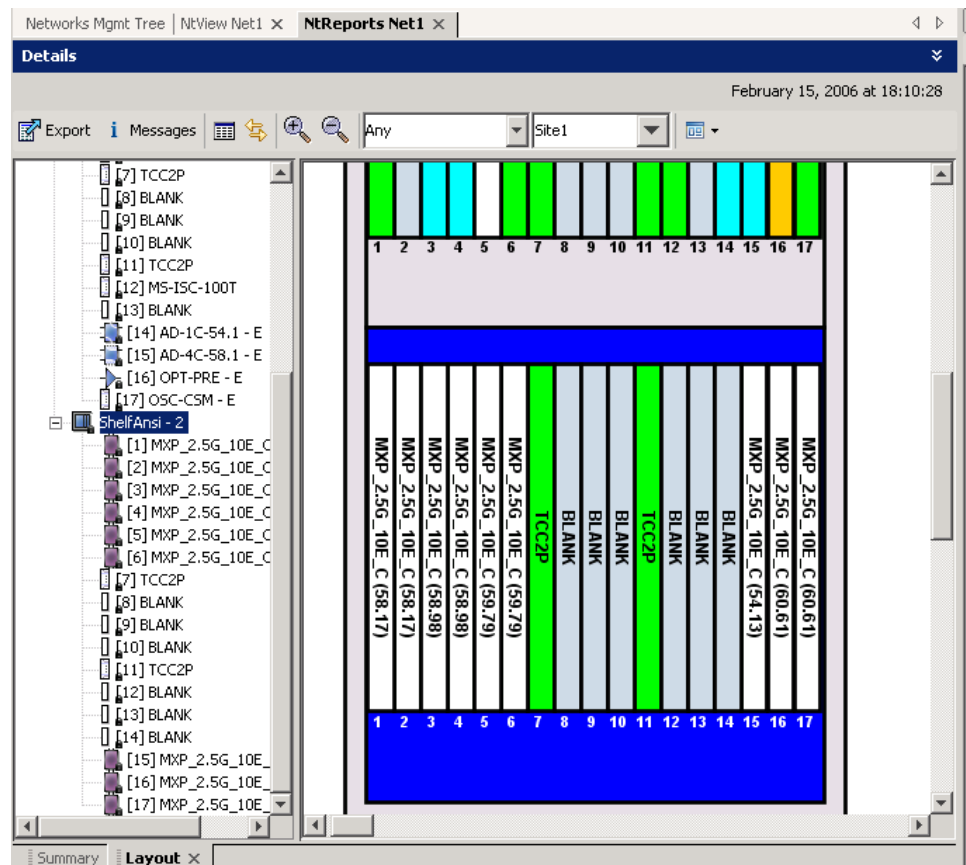 Networks Mgmt Tree | NtView Net1 × NtReports Net1 ×
Details
February 15, 2006 at 18:10:28
Export i Messages Any Site1
[7] TCC2P
[8] BLANK
[9] BLANK
[10] BLANK
[11] TCC2P
[12] MS-ISC-100T
[13] BLANK
[14] AD-1C-54.1 - E
[15] AD-4C-58.1 - E
[16] OPT-PRE - E
[17] OSC-CSM - E
ShelfAnsi - 2
[1] MXP_2.5G_10E_C
[2] MXP_2.5G_10E_C
[3] MXP_2.5G_10E_C
[4] MXP_2.5G_10E_C
[5] MXP_2.5G_10E_C
[6] MXP_2.5G_10E_C
[7] TCC2P
[8] BLANK
[9] BLANK
[10] BLANK
[11] TCC2P
[12] BLANK
[13] BLANK
[14] BLANK
[15] MXP_2.5G_10E_
[16] MXP_2.5G_10E_
[17] MXP_2.5G_10E_
1 2 3 4 5 6 7 8 9 10 11 12 13 14 15 16 17
MXP_2.5G_10E_C (58.17)
MXP_2.5G_10E_C (58.17)
MXP_2.5G_10E_C (58.98)
MXP_2.5G_10E_C (58.98)
MXP_2.5G_10E_C (59.79)
MXP_2.5G_10E_C (59.79)
TCC2P
BLANK
BLANK
BLANK
TCC2P
BLANK
BLANK
BLANK
MXP_2.5G_10E_C (54.13)
MXP_2.5G_10E_C (60.61)
MXP_2.5G_10E_C (60.61)
1 2 3 4 5 6 7 8 9 10 11 12 13 14 15 16 17
Summary Layout ×